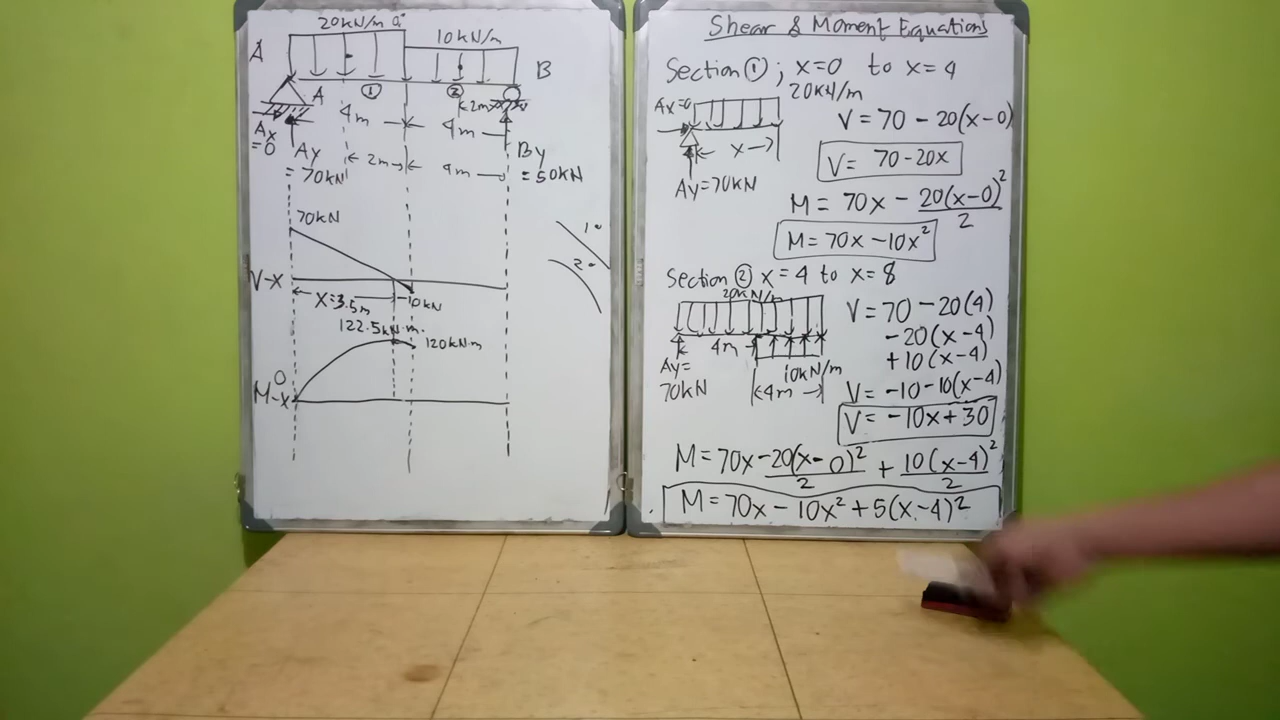 20kN/m
10kN/m
A
B
A
①
②
2m
4m
4m
Ax
=0
Ay
= 70kN
2m
4m
By
= 50kN
70kN
1°
2°
V-x
x=3.5m
-10kN
122.5kN·m.
120kN·m
0
M-x
Shear & Moment Equations
Section ① ; x=0 to x=4
Ax=0
20kN/m
x
Ay=70kN
V = 70 - 20(x-0)
V = 70-20x
M = 70x - 20(x-0)²/2
M = 70x -10x²
Section ② x=4 to x=8
20kN/m
4m
Ay=
70kN
10kN/m
4m
V = 70 - 20(4)
-20(x-4)
+10(x-4)
V = -10-10(x-4)
V = -10x+30
M = 70x-20(x-0)²/2 + 10(x-4)²/2
M = 70x - 10x² + 5(x-4)²